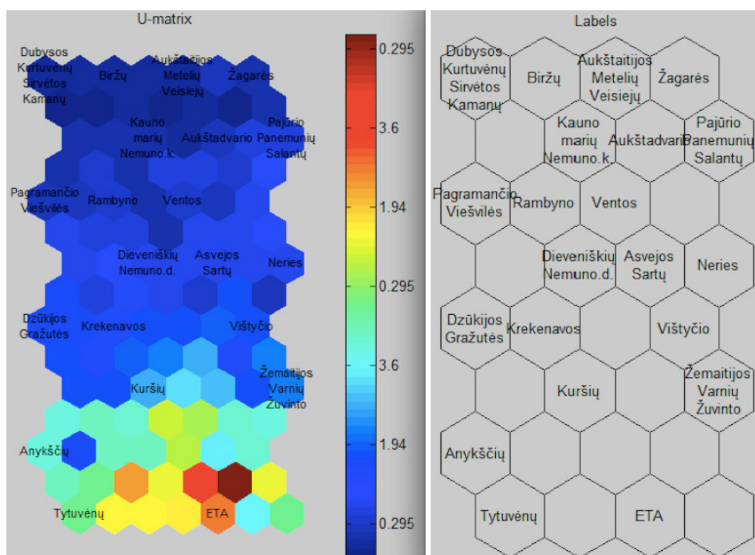 U-matrix
Dubysos
Kurtuvėnų
Sirvėtos
Kamanų
Biržų
Aukštaitijos
Metelių
Veisiejų
Žagarės
Kauno
marių
Nemuno.k.
Aukštadvario
Pajūrio
Panemunių
Salantų
Pagramančio
Viešvilės
Rambyno
Ventos
Dieveniškių
Nemuno.d.
Asvejos
Sartų
Neries
Dzūkijos
Gražutės
Krekenavos
Vištyčio
Kuršių
Žemaitijos
Varnių
Žuvinto
Anykščių
Tytuvėnų
ETA
0.295
3.6
1.94
0.295
3.6
1.94
0.295
Labels
Dubysos
Kurtuvėnų
Sirvėtos
Kamanų
Biržų
Aukštaitijos
Metelių
Veisiejų
Žagarės
Kauno
marių
Nemuno.k.
Aukštadvario
Pajūrio
Panemunių
Salantų
Pagramančio
Viešvilės
Rambyno
Ventos
Dieveniškių
Nemuno.d.
Asvejos
Sartų
Neries
Dzūkijos
Gražutės
Krekenavos
Vištyčio
Kuršių
Žemaitijos
Varnių
Žuvinto
Anykščių
Tytuvėnų
ETA